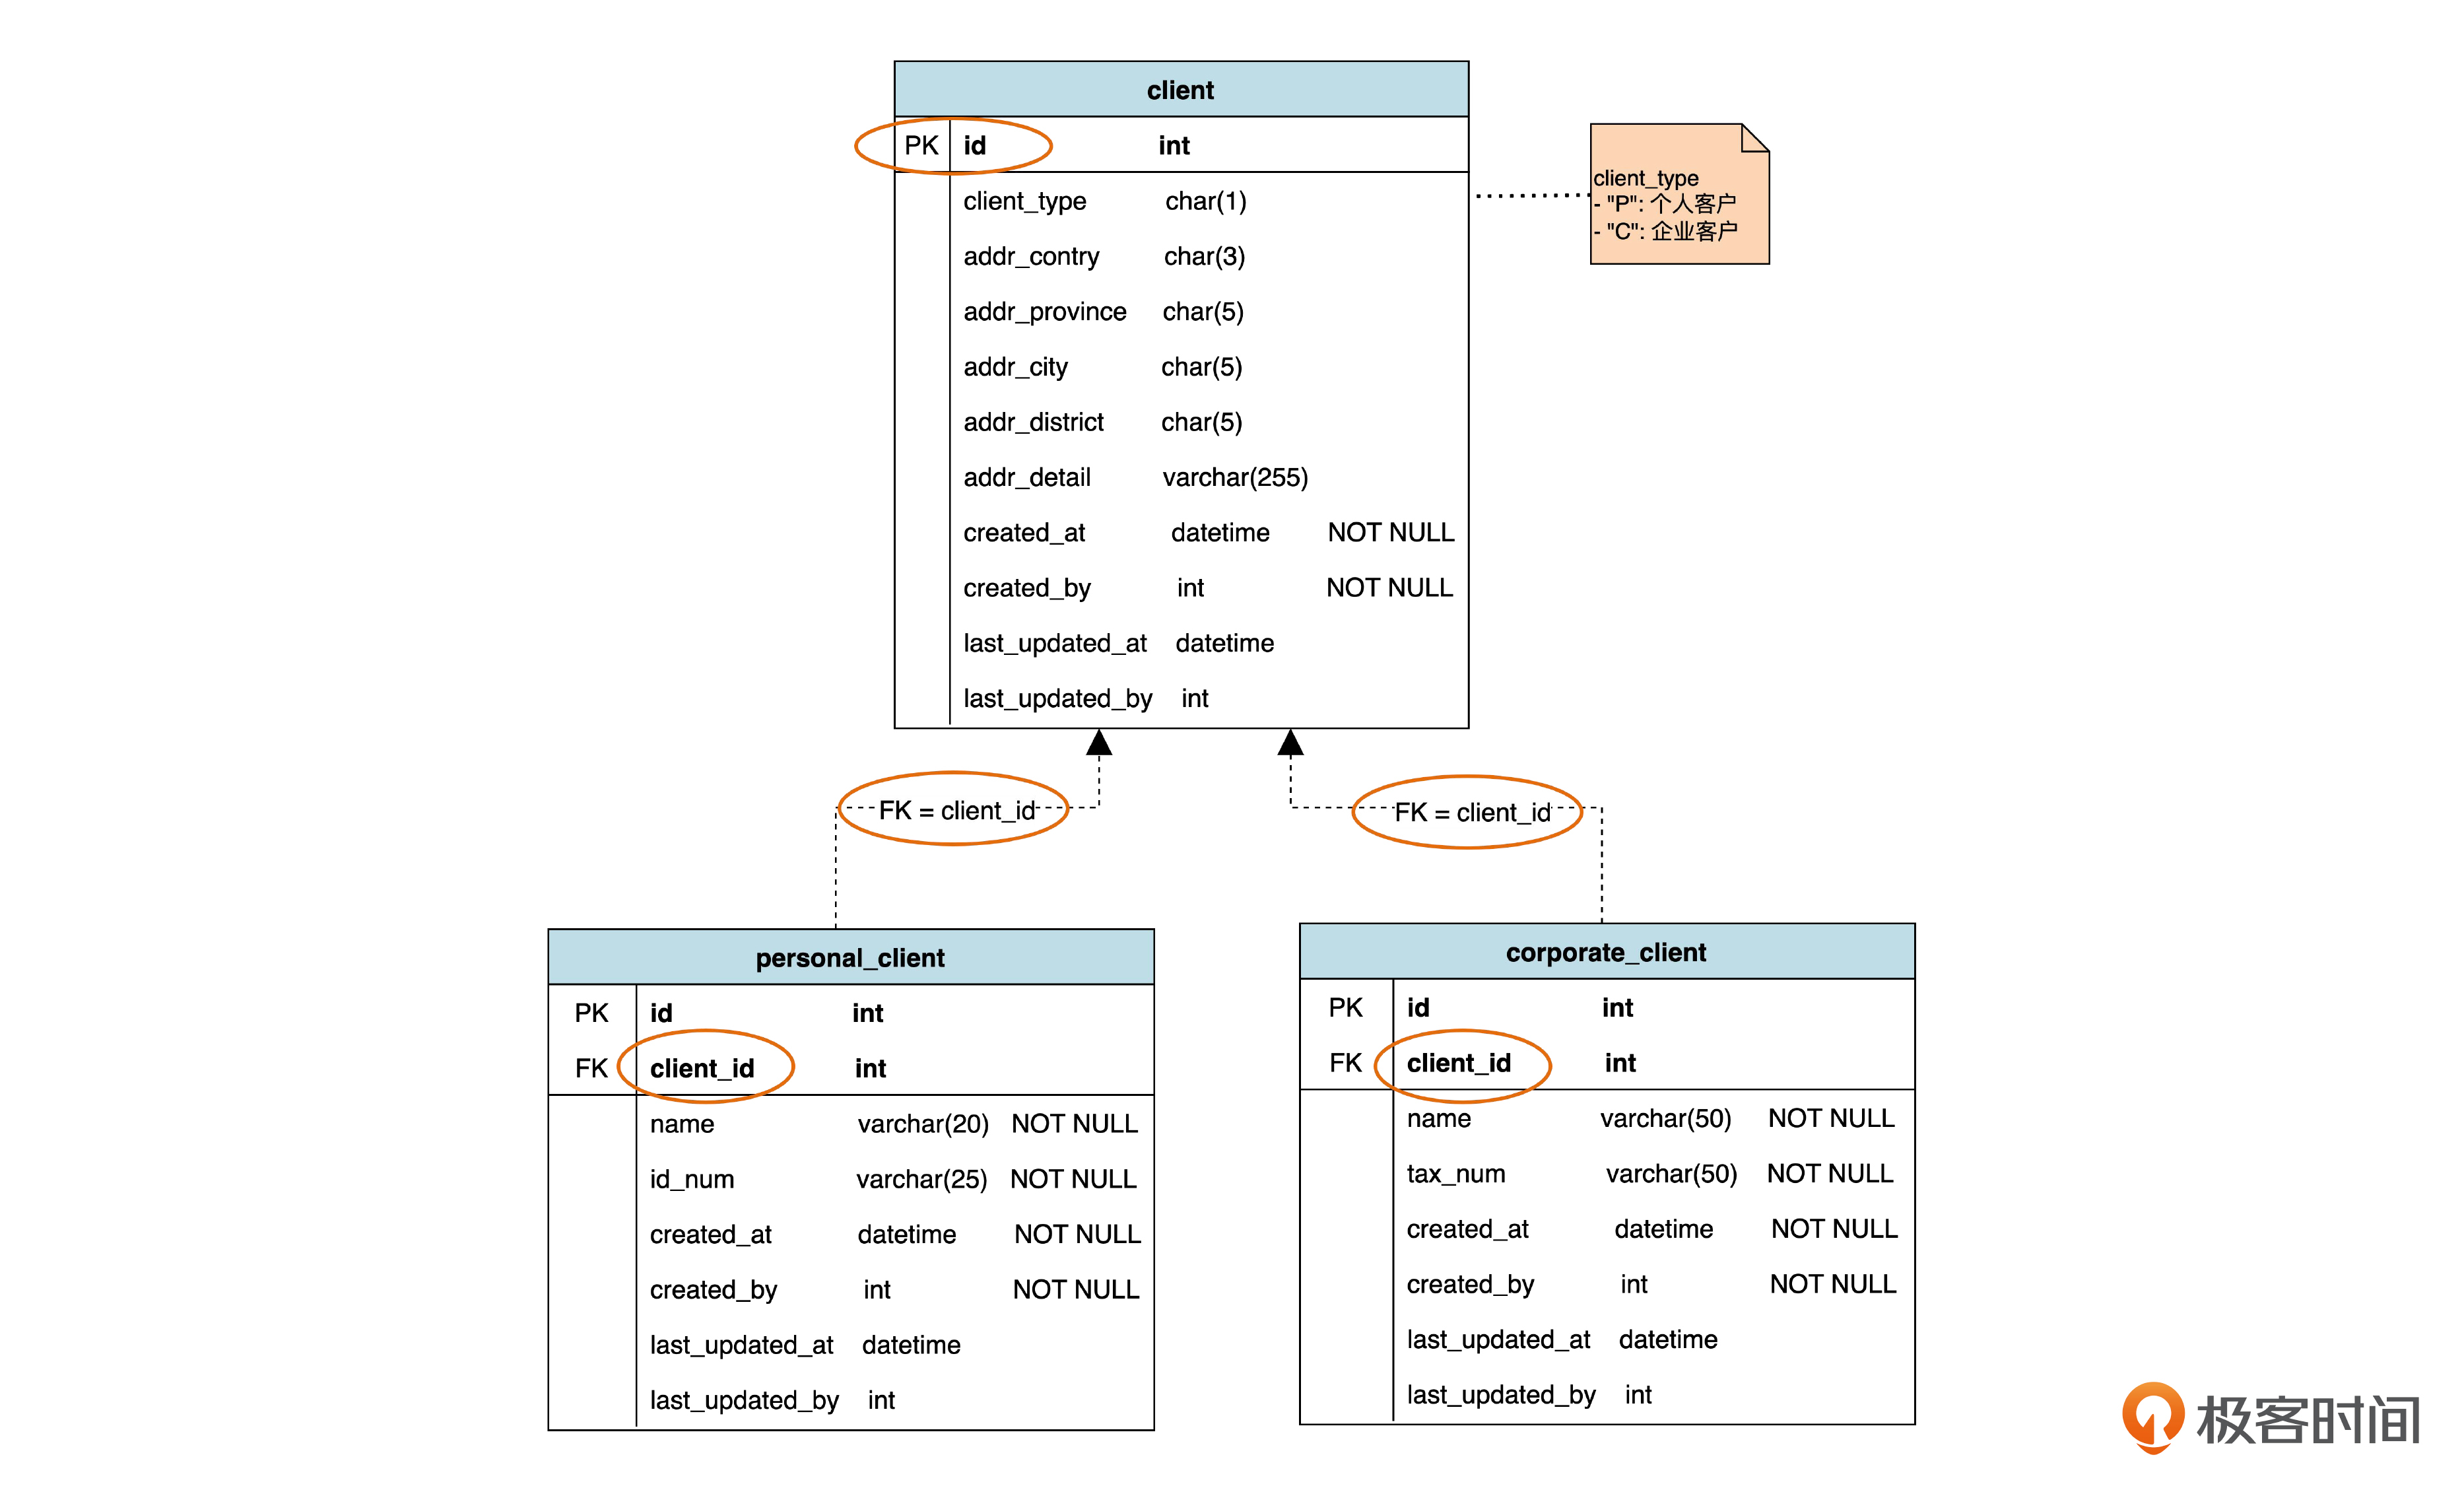 client
PK id int
client_type char(1)
addr_contry char(3)
addr_province char(5)
addr_city char(5)
addr_district char(5)
addr_detail varchar(255)
created_at datetime NOT NULL
created_by int NOT NULL
last_updated_at datetime
last_updated_by int
client_type
- "P": 个人客户
- "C": 企业客户
FK = client_id
FK = client_id
personal_client
PK id int
FK client_id int
name varchar(20) NOT NULL
id_num varchar(25) NOT NULL
created_at datetime NOT NULL
created_by int NOT NULL
last_updated_at datetime
last_updated_by int
corporate_client
PK id int
FK client_id int
name varchar(50) NOT NULL
tax_num varchar(50) NOT NULL
created_at datetime NOT NULL
created_by int NOT NULL
last_updated_at datetime
last_updated_by int
极客时间